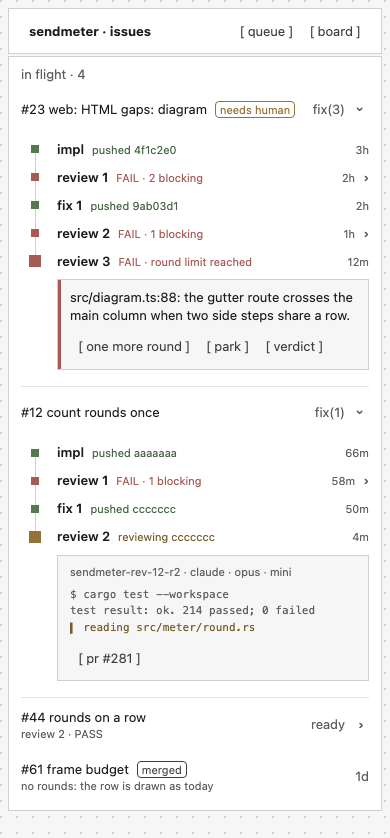 sendmeter · issues [ queue ] [ board ]
in flight · 4
#23 web: HTML gaps: diagram needs human fix(3) ⌄
impl pushed 4f1c2e0 3h
review 1 FAIL · 2 blocking 2h ›
fix 1 pushed 9ab03d1 2h
review 2 FAIL · 1 blocking 1h ›
review 3 FAIL · round limit reached 12m
src/diagram.ts:88: the gutter route crosses the
main column when two side steps share a row.
[ one more round ] [ park ] [ verdict ]
#12 count rounds once fix(1) ⌄
impl pushed aaaaaaa 66m
review 1 FAIL · 1 blocking 58m ›
fix 1 pushed ccccccc 50m
review 2 reviewing ccccccc 4m
sendmeter-rev-12-r2 · claude · opus · mini
$ cargo test --workspace
test result: ok. 214 passed; 0 failed
reading src/meter/round.rs
[ pr #281 ]
#44 rounds on a row ready ›
review 2 · PASS
#61 frame budget merged 1d
no rounds: the row is drawn as today